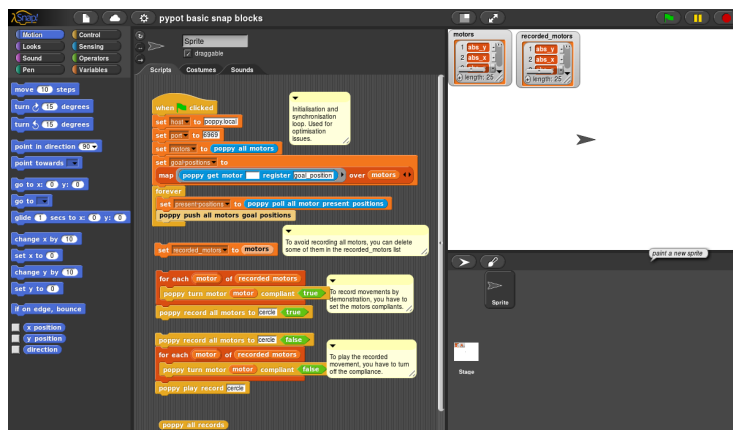 Snap!
pypot basic snap blocks
Motion Control
Looks Sensing
Sound Operators
Pen Variables
Sprite
draggable
Scripts Costumes Sounds
move 10 steps
turn 15 degrees
turn 15 degrees
point in direction 90
point towards
go to x: 0 y: 0
go to
glide 1 secs to x: 0 y: 0
change x by 10
set x to 0
change y by 10
set y to 0
if on edge, bounce
x position
y position
direction
when clicked
set host to poppy.local
set port to 6969
set motors to poppy all motors
set goal positions to
map poppy get motor register goal_position over motors
forever
set present positions to poppy poll all motor present positions
poppy push all motors goal positions
Initialisation and
synchronisation
loop. Used for
optimisation
issues.
set recorded_motors to motors
To avoid recording all motors, you can delete
some of them in the recorded_motors list
for each motor of recorded motors
poppy turn motor motor compliant true
poppy record all motors to cercle true
To record movements by
demonstration, you have to
set the motors compliants.
poppy record all motors to cercle false
for each motor of recorded motors
poppy turn motor motor compliant false
poppy play record cercle
To play the recorded
movement, you have to turn
off the compliance.
poppy all records
motors
1 abs_y
2 abs_x
length: 25
recorded_motors
1 abs_y
2 abs_x
length: 25
paint a new sprite
Sprite
Stage